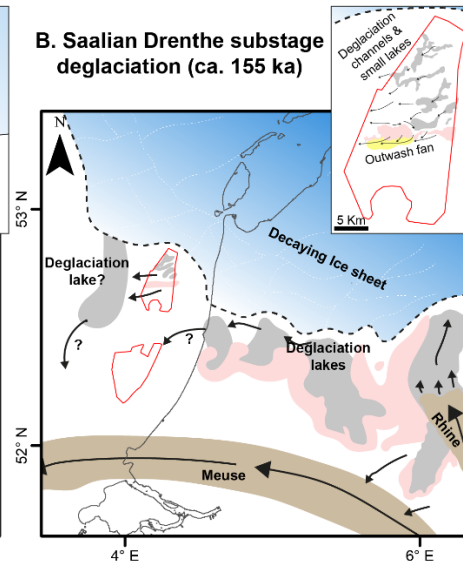 B. Saalian Drenthe substage
deglaciation (ca. 155 ka)
Deglaciation
channels &
small lakes
Outwash fan
5 Km
N
53° N
Decaying Ice sheet
Deglaciation
lake?
?
?
Deglaciation
lakes
Rhine
52° N
Meuse
4° E
6° E